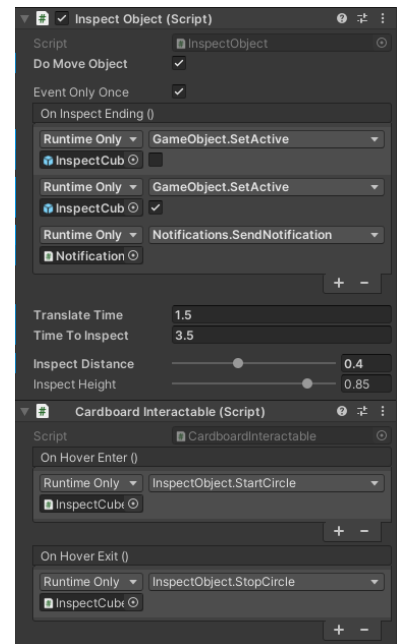 Inspect Object (Script)
Script InspectObject
Do Move Object
Event Only Once
On Inspect Ending ()
Runtime Only GameObject.SetActive
InspectCub
Runtime Only GameObject.SetActive
InspectCub
Runtime Only Notifications.SendNotification
Notification
+ −
Translate Time 1.5
Time To Inspect 3.5
Inspect Distance 0.4
Inspect Height 0.85
# Cardboard Interactable (Script)
Script CardboardInteractable
On Hover Enter ()
Runtime Only InspectObject.StartCircle
InspectCube
+ −
On Hover Exit ()
Runtime Only InspectObject.StopCircle
InspectCube
+ −